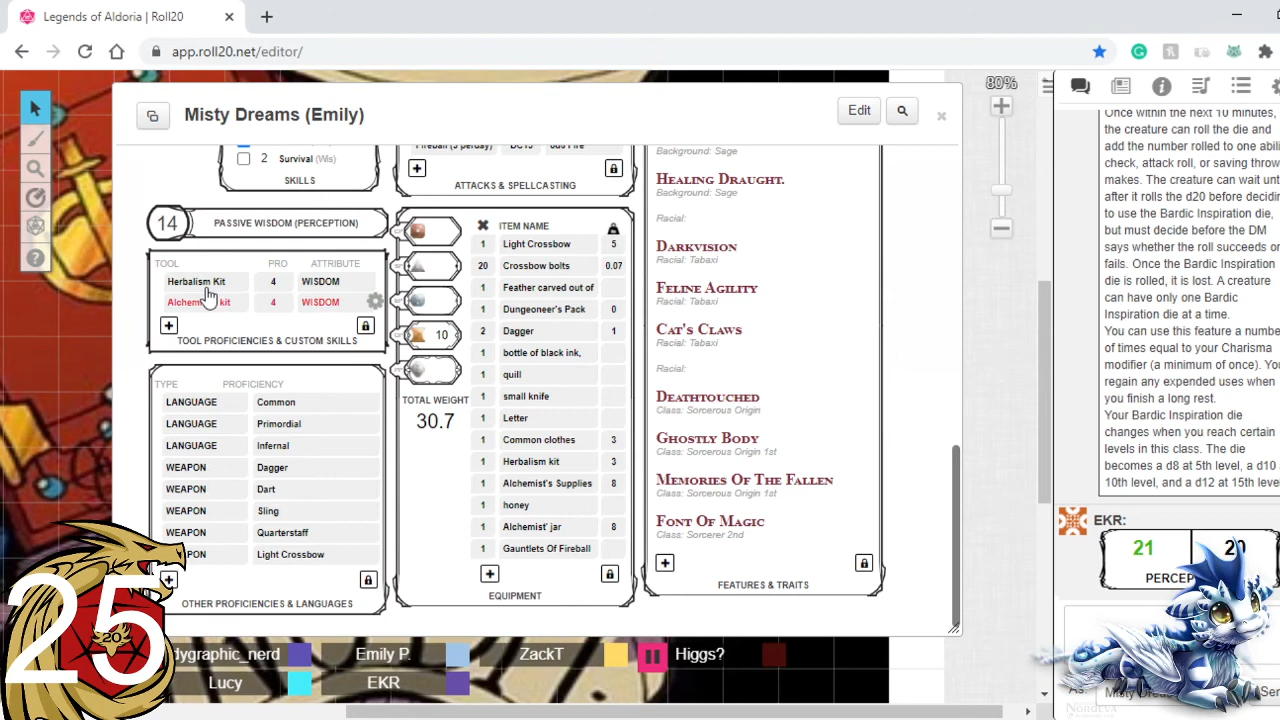 Legends of Aldoria | Roll20
app.roll20.net/editor/
Misty Dreams (Emily)
Edit
80%
2 Survival (Wis)
SKILLS
14 PASSIVE WISDOM (PERCEPTION)
TOOL PRO ATTRIBUTE
Herbalism Kit 4 WISDOM
4 WISDOM
TOOL PROFICIENCIES & CUSTOM SKILLS
TYPE PROFICIENCY
LANGUAGE Common
LANGUAGE Primordial
LANGUAGE Infernal
WEAPON Dagger
WEAPON Dart
WEAPON Sling
WEAPON Quarterstaff
PON Light Crossbow
OTHER PROFICIENCIES & LANGUAGES
ATTACKS & SPELLCASTING
10
TOTAL WEIGHT
30.7
ITEM NAME
1 Light Crossbow 5
20 Crossbow bolts 0.07
1 Feather carved out of
1 Dungeoneer's Pack 0
2 Dagger 1
1 bottle of black ink,
1 quill
1 small knife
1 Letter
1 Common clothes 3
1 Herbalism kit 3
1 Alchemist's Supplies 8
1 honey
1 Alchemist' jar 8
1 Gauntlets Of Fireball
EQUIPMENT
Background: Sage
HEALING DRAUGHT.
Background: Sage
Racial:
DARKVISION
Racial: Tabaxi
FELINE AGILITY
Racial: Tabaxi
CAT'S CLAWS
Racial: Tabaxi
Racial:
DEATHTOUCHED
Class: Sorcerous Origin
GHOSTLY BODY
Class: Sorcerous Origin 1st
MEMORIES OF THE FALLEN
Class: Sorcerous Origin 1st
FONT OF MAGIC
Class: Sorcerer 2nd
FEATURES & TRAITS
Once within the next 10 minutes,
the creature can roll the die and
add the number rolled to one abili
check, attack roll, or saving throw
makes. The creature can wait unt
after it rolls the d20 before decidin
to use the Bardic Inspiration die,
but must decide before the DM
says whether the roll succeeds o
fails. Once the Bardic Inspiration
die is rolled, it is lost. A creature
can have only one Bardic
Inspiration die at a time.
You can use this feature a numbe
of times equal to your Charisma
modifier (a minimum of once). Yo
regain any expended uses when
you finish a long rest.
Your Bardic Inspiration die
changes when you reach certain
levels in this class. The die
becomes a d8 at 5th level, a d10
10th level, and a d12 at 15th leve
EKR:
21
PERCEP
25
20
dygraphic_nerd
Emily P.
ZackT
Higgs?
Lucy
EKR
As:
Misty Dre
Se
NORDEVA